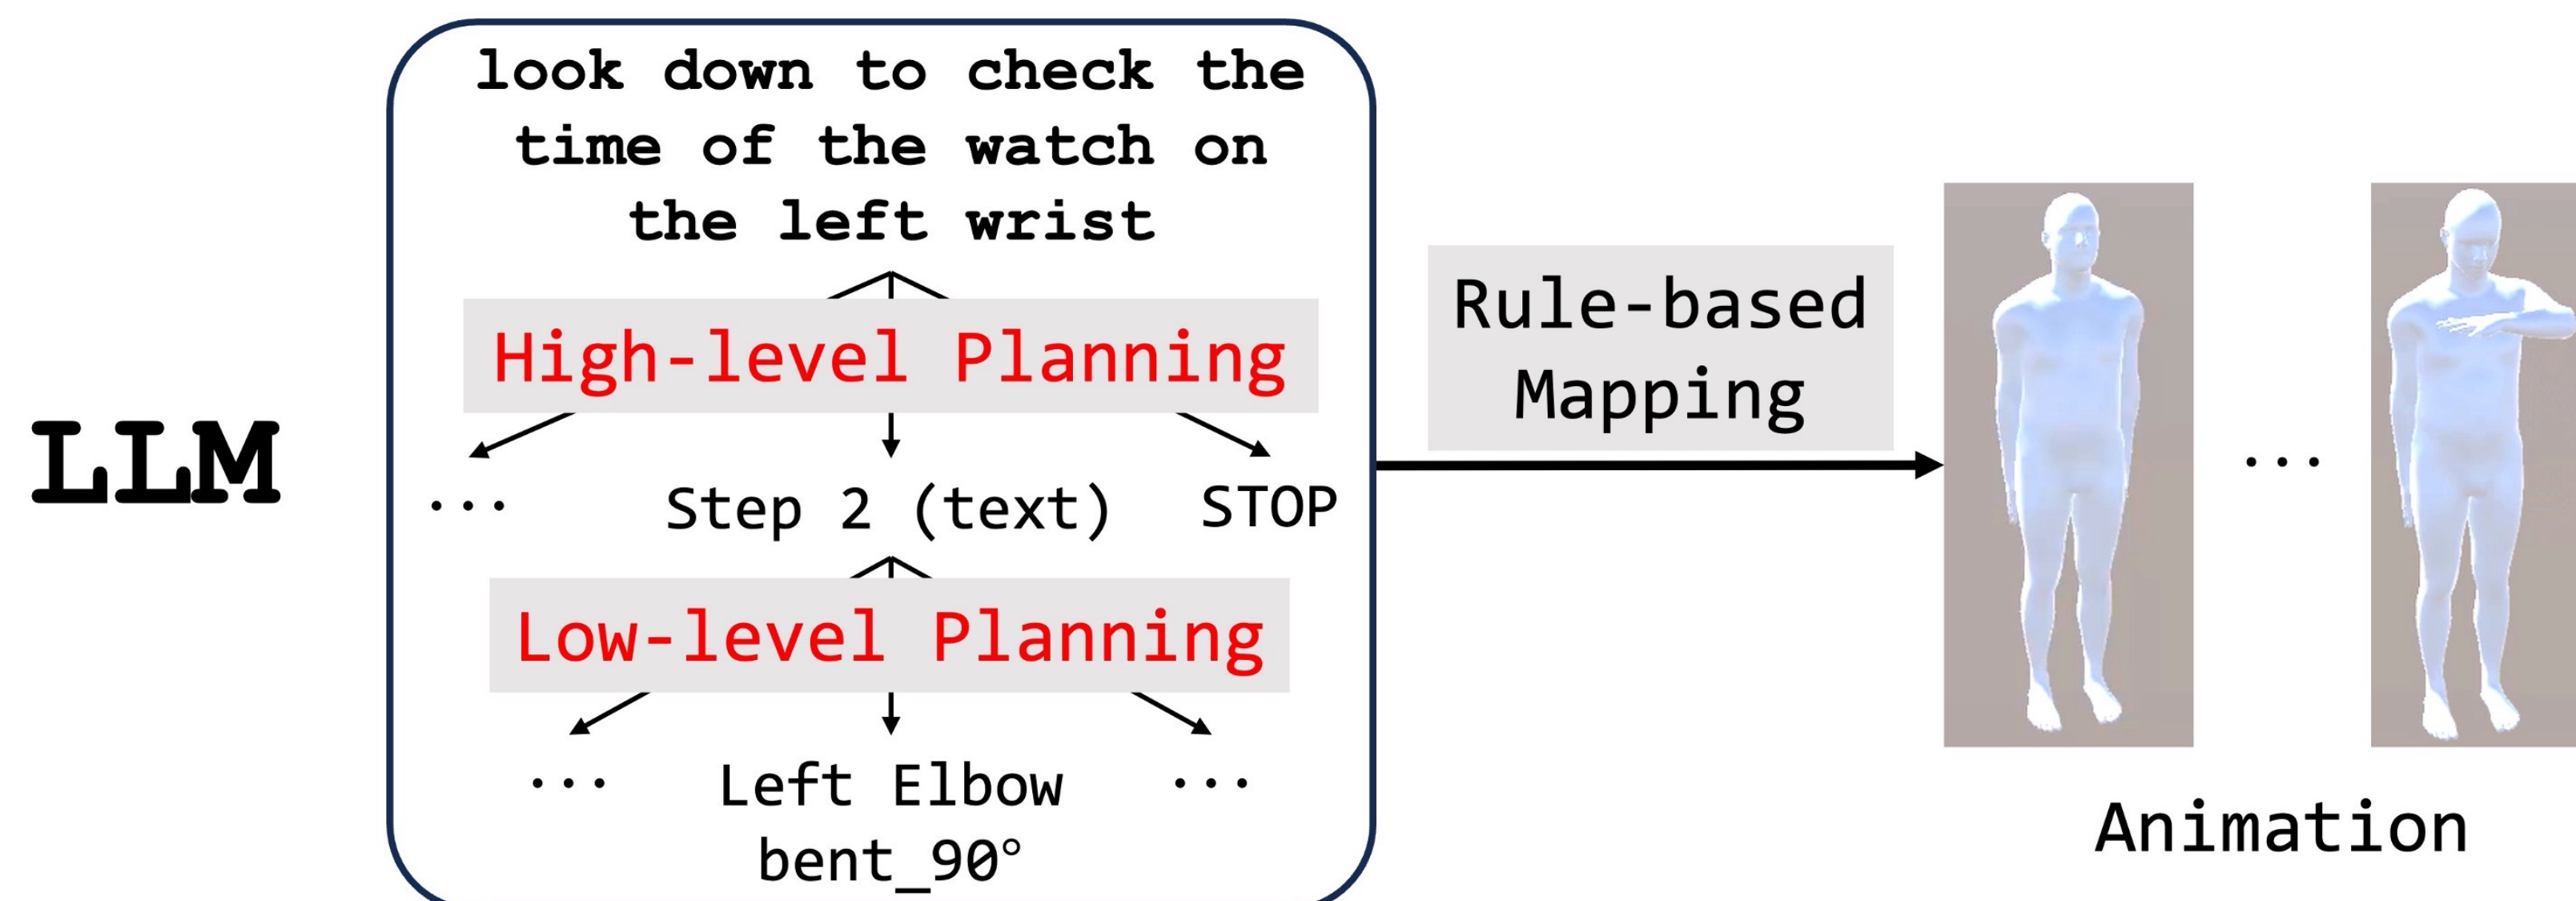 LLM
look down to check the
time of the watch on
the left wrist
High-level Planning
... Step 2 (text) STOP
Low-level Planning
... Left Elbow ...
bent_90°
Rule-based
Mapping
...
Animation